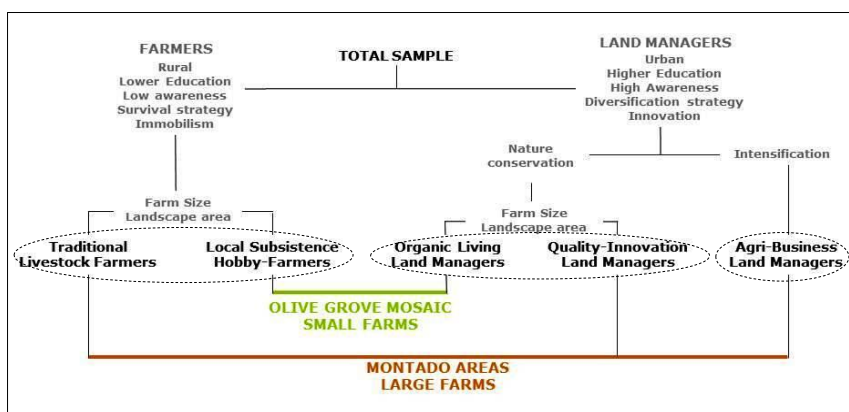 TOTAL SAMPLE
FARMERS
Rural
Lower Education
Low awareness
Survival strategy
Immobilism
LAND MANAGERS
Urban
Higher Education
High Awareness
Diversification strategy
Innovation
Nature
conservation
Intensification
Farm Size
Landscape area
Farm Size
Landscape area
Traditional
Livestock Farmers
Local Subsistence
Hobby-Farmers
Organic Living
Land Managers
Quality-Innovation
Land Managers
Agri-Business
Land Managers
OLIVE GROVE MOSAIC
SMALL FARMS
MONTADO AREAS
LARGE FARMS